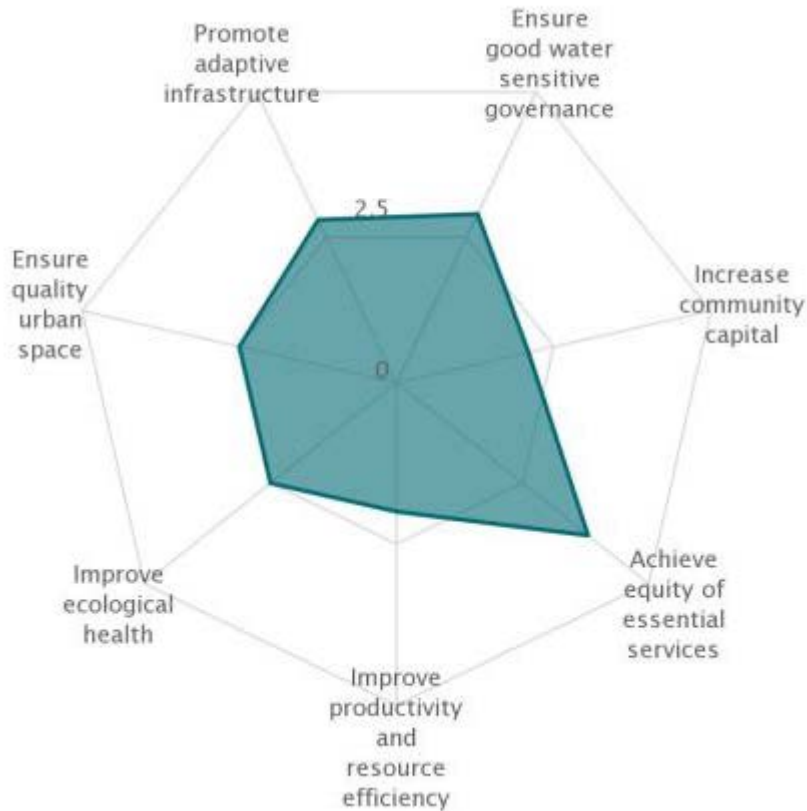 Ensure
good water
sensitive
governance
Promote
adaptive
infrastructure
2.5
Ensure
quality
urban
space
Increase
community
capital
0
Achieve
equity of
essential
services
Improve
ecological
health
Improve
productivity
and
resource
efficiency